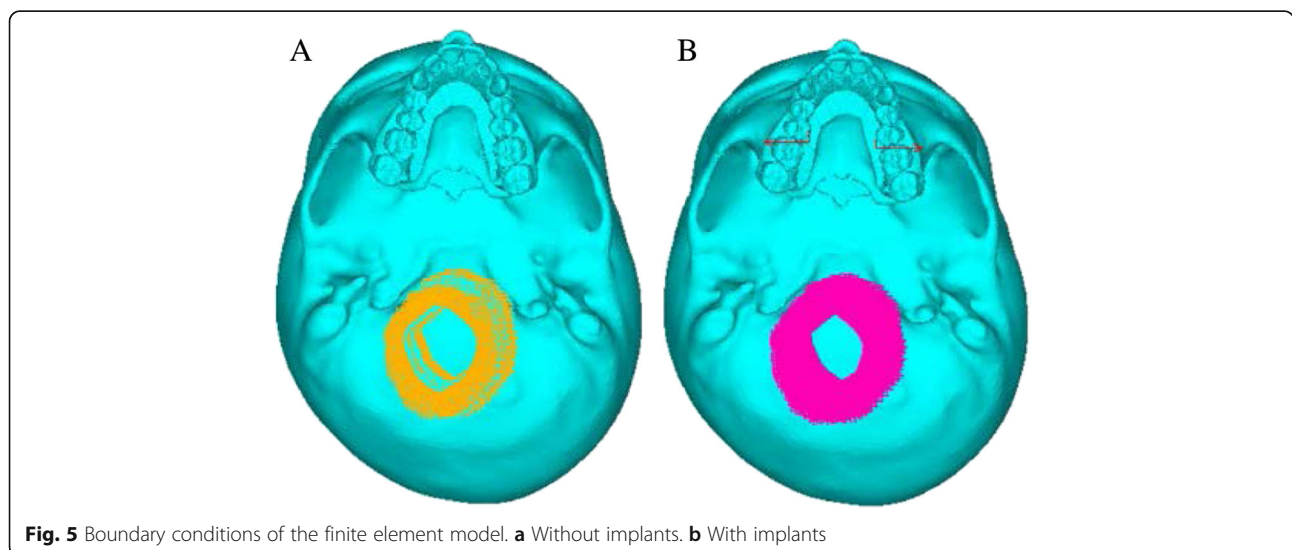 A B
Fig. 5 Boundary conditions of the finite element model. a Without implants. b With implants